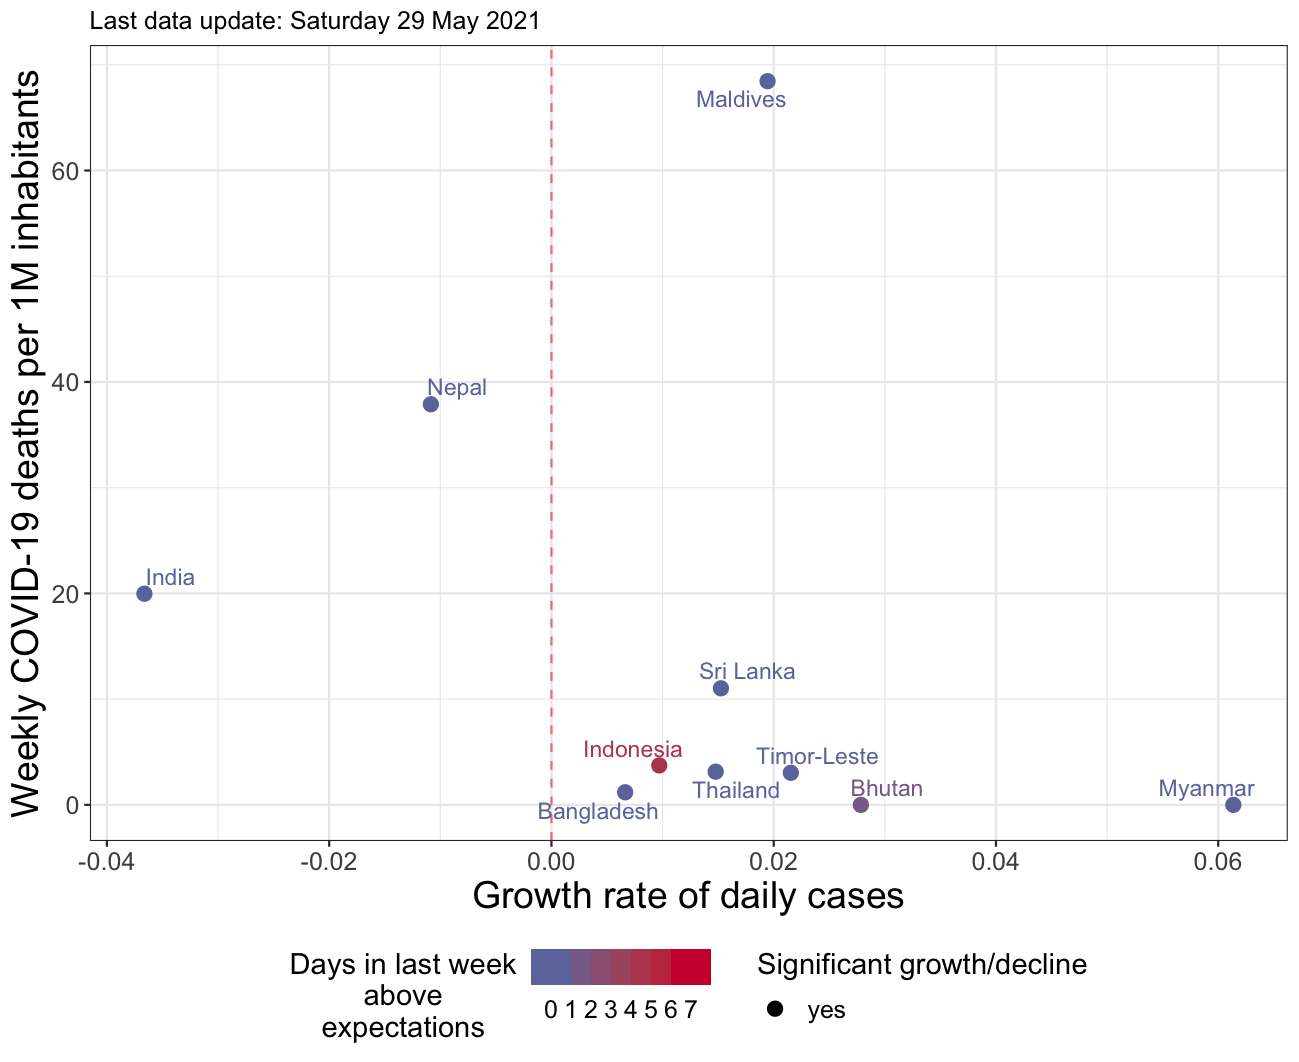 Last data update: Saturday 29 May 2021
Weekly COVID-19 deaths per 1M inhabitants
60
40
20
0
Maldives
Nepal
India
Sri Lanka
Indonesia
Timor-Leste
Thailand
Bhutan
Myanmar
Bangladesh
-0.04
-0.02
0.00
0.02
0.04
0.06
Growth rate of daily cases
Days in last week
above
expectations
0 1 2 3 4 5 6 7
Significant growth/decline
yes